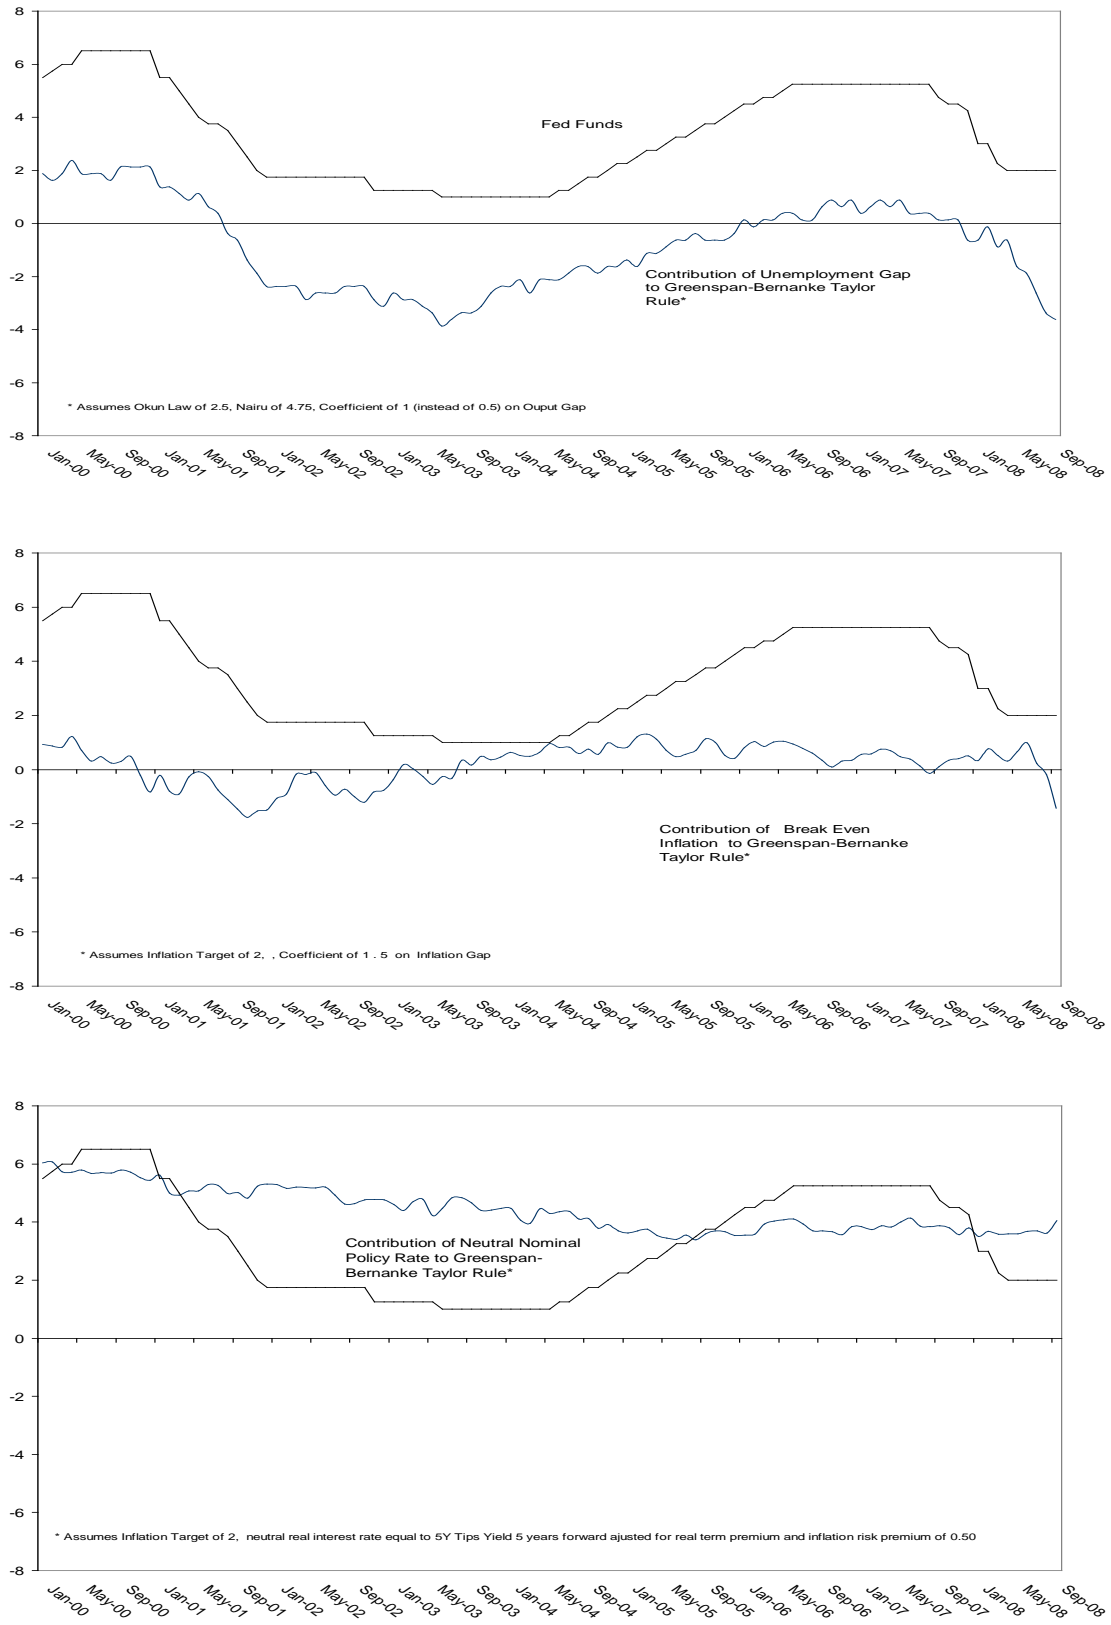 8
6
4
2
0
-2
-4
-6
-8
Fed Funds
Contribution of Unemployment Gap
to Greenspan-Bernanke Taylor
Rule*
* Assumes Okun Law of 2.5, Nairu of 4.75, Coefficient of 1 (instead of 0.5) on Ouput Gap
Jan-00 May-00 Sep-00 Jan-01 May-01 Sep-01 Jan-02 May-02 Sep-02 Jan-03 May-03 Sep-03 Jan-04 May-04 Sep-04 Jan-05 May-05 Sep-05 Jan-06 May-06 Sep-06 Jan-07 May-07 Sep-07 Jan-08 May-08 Sep-08
8
6
4
2
0
-2
-4
-6
-8
Contribution of Break Even
Inflation to Greenspan-Bernanke
Taylor Rule*
* Assumes Inflation Target of 2, , Coefficient of 1 . 5 on Inflation Gap
Jan-00 May-00 Sep-00 Jan-01 May-01 Sep-01 Jan-02 May-02 Sep-02 Jan-03 May-03 Sep-03 Jan-04 May-04 Sep-04 Jan-05 May-05 Sep-05 Jan-06 May-06 Sep-06 Jan-07 May-07 Sep-07 Jan-08 May-08 Sep-08
8
6
4
2
0
-2
-4
-6
-8
Contribution of Neutral Nominal
Policy Rate to Greenspan-
Bernanke Taylor Rule*
* Assumes Inflation Target of 2, neutral real interest rate equal to 5Y Tips Yield 5 years forward ajusted for real term premium and inflation risk premium of 0.50
Jan-00 May-00 Sep-00 Jan-01 May-01 Sep-01 Jan-02 May-02 Sep-02 Jan-03 May-03 Sep-03 Jan-04 May-04 Sep-04 Jan-05 May-05 Sep-05 Jan-06 May-06 Sep-06 Jan-07 May-07 Sep-07 Jan-08 May-08 Sep-08